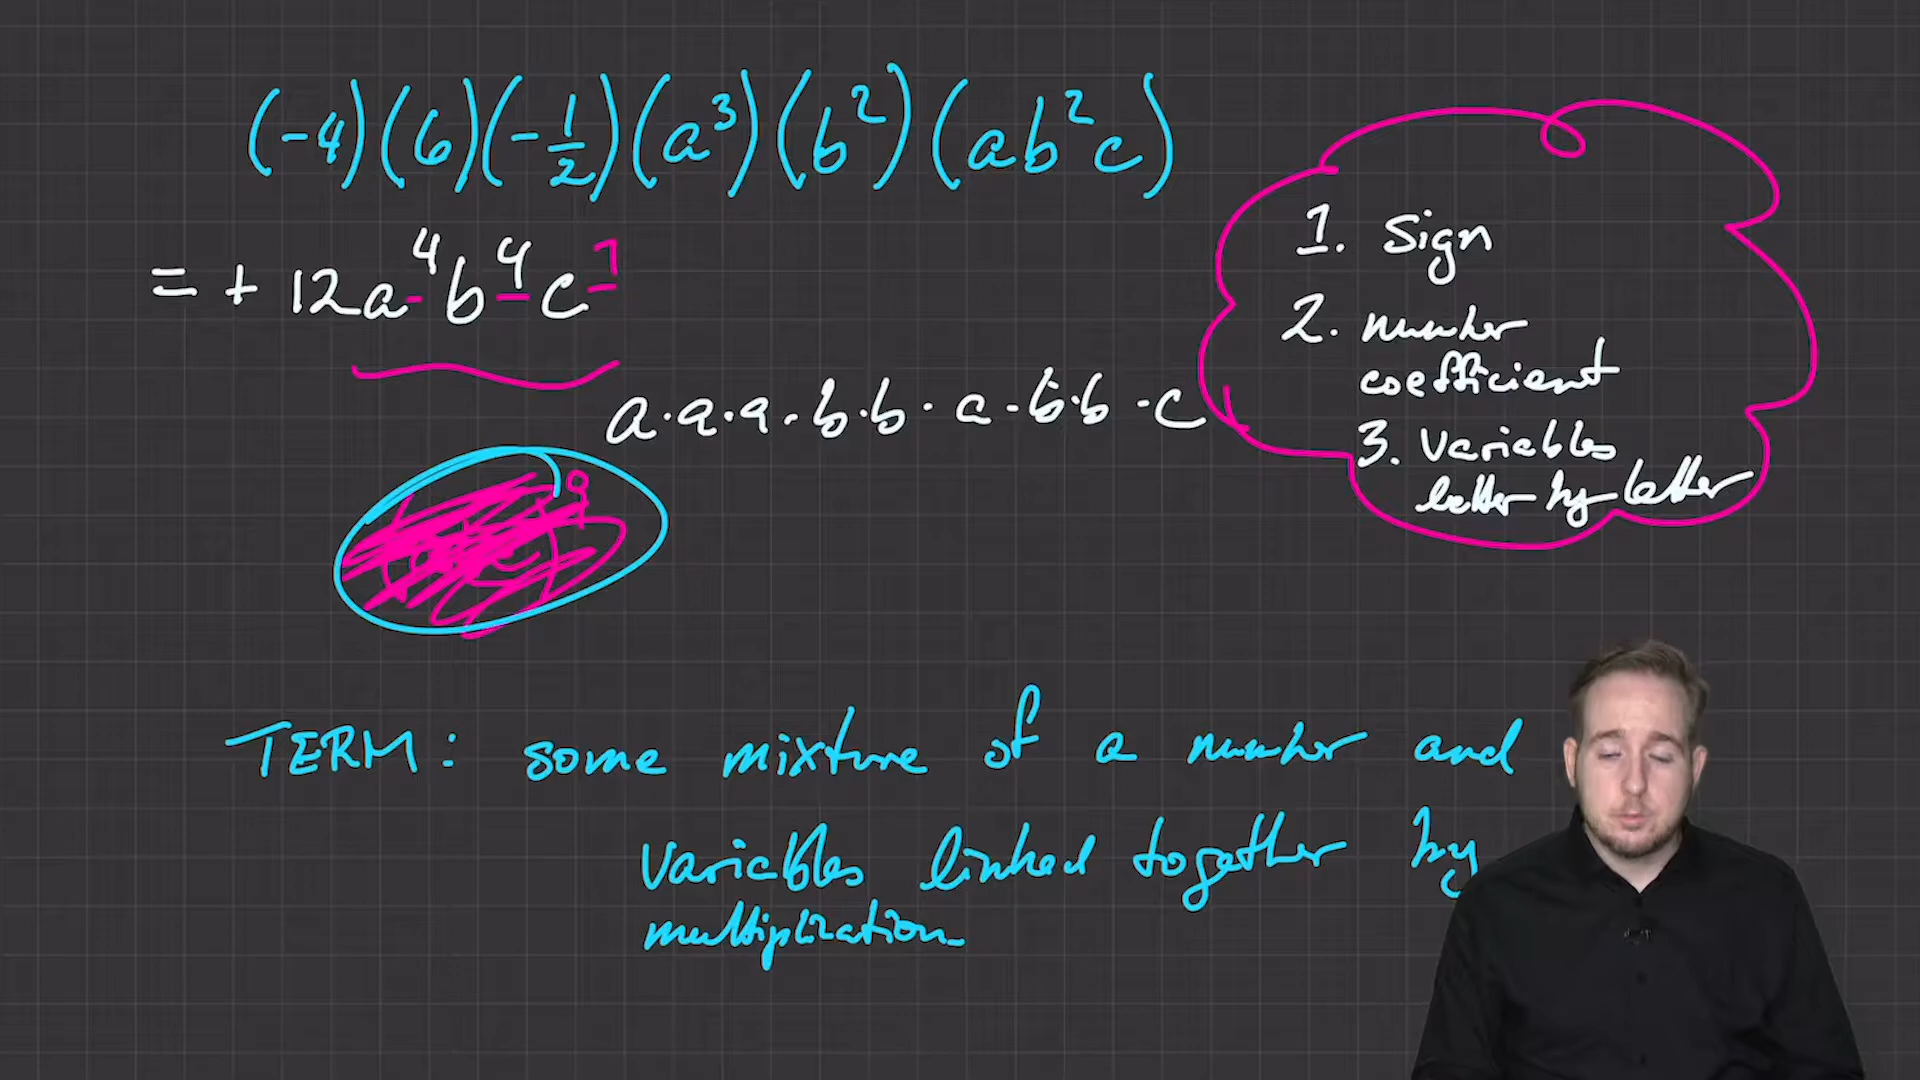 (-4)(6)(-1/2)(a³)(b²)(ab²c)
= + 12a⁴b⁴c¹
a·a·a·b·b·a·b·b·c
1. Sign
2. number
coefficient
3. Variables
letter by letter
TERM: some mixture of a number and
Variables linked together by
multiplication